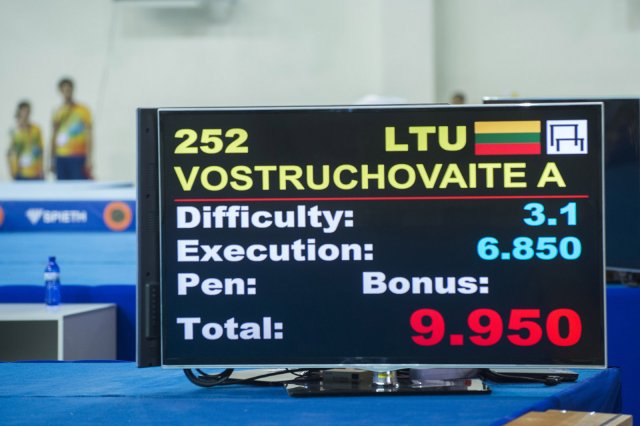 252 LTU
VOSTRUCHOVAITE A
Difficulty: 3.1
Execution: 6.850
Pen: Bonus:
Total: 9.950
SPIETH